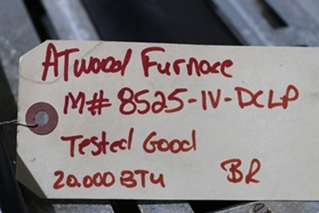 ATwood Furnace
M# 8525-IV-DCLP
Tested Good
20.000 BTU BR